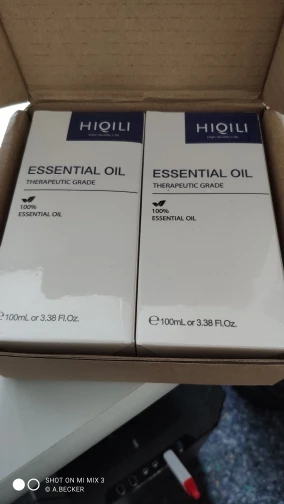 HIQILI
ESSENTIAL OIL
THERAPEUTIC GRADE
100%
ESSENTIAL OIL
℮100mL or 3.38 Fl.Oz.
HIQILI
ESSENTIAL OIL
THERAPEUTIC GRADE
100%
ESSENTIAL OIL
℮100mL or 3.38 Fl.Oz.
SHOT ON MI MIX 3
© A.BECKER